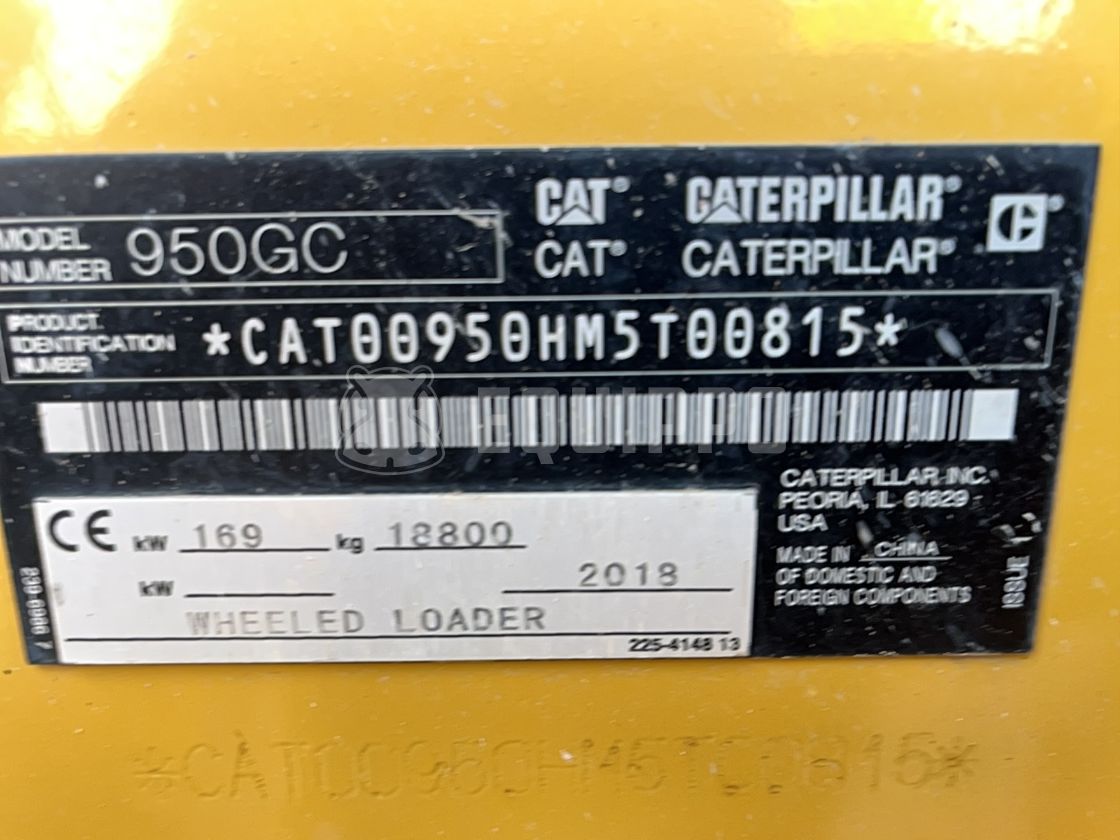 CAT® CATERPILLAR®
CAT® CATERPILLAR®
MODEL NUMBER 950GC
PRODUCT IDENTIFICATION NUMBER *CAT00950HM5T00815*
EQUIPPO
CATERPILLAR INC.
PEORIA, IL 61629
USA
MADE IN CHINA
OF DOMESTIC AND
FOREIGN COMPONENTS
CE kW 169 kg 18800
kW 2018
WHEELED LOADER
225-4148 13
ISSUE
*CAT00950HM5T00815*